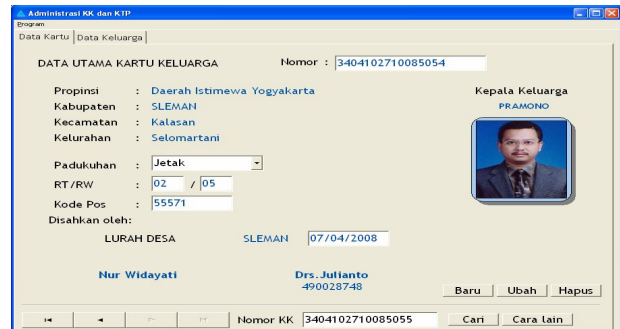 Administrasi KK dan KTP
Program
Data Kartu Data Keluarga
DATA UTAMA KARTU KELUARGA Nomor : 3404102710085054
Propinsi : Daerah Istimewa Yogyakarta Kepala Keluarga
Kabupaten : SLEMAN PRAMONO
Kecamatan : Kalasan
Kelurahan : Selomartani
Padukuhan : Jetak
RT/RW : 02 / 05
Kode Pos : 55571
Disahkan oleh:
LURAH DESA SLEMAN 07/04/2008
Nur Widayati Drs.Julianto
490028748
Baru Ubah Hapus
Nomor KK 3404102710085055 Cari Cara lain